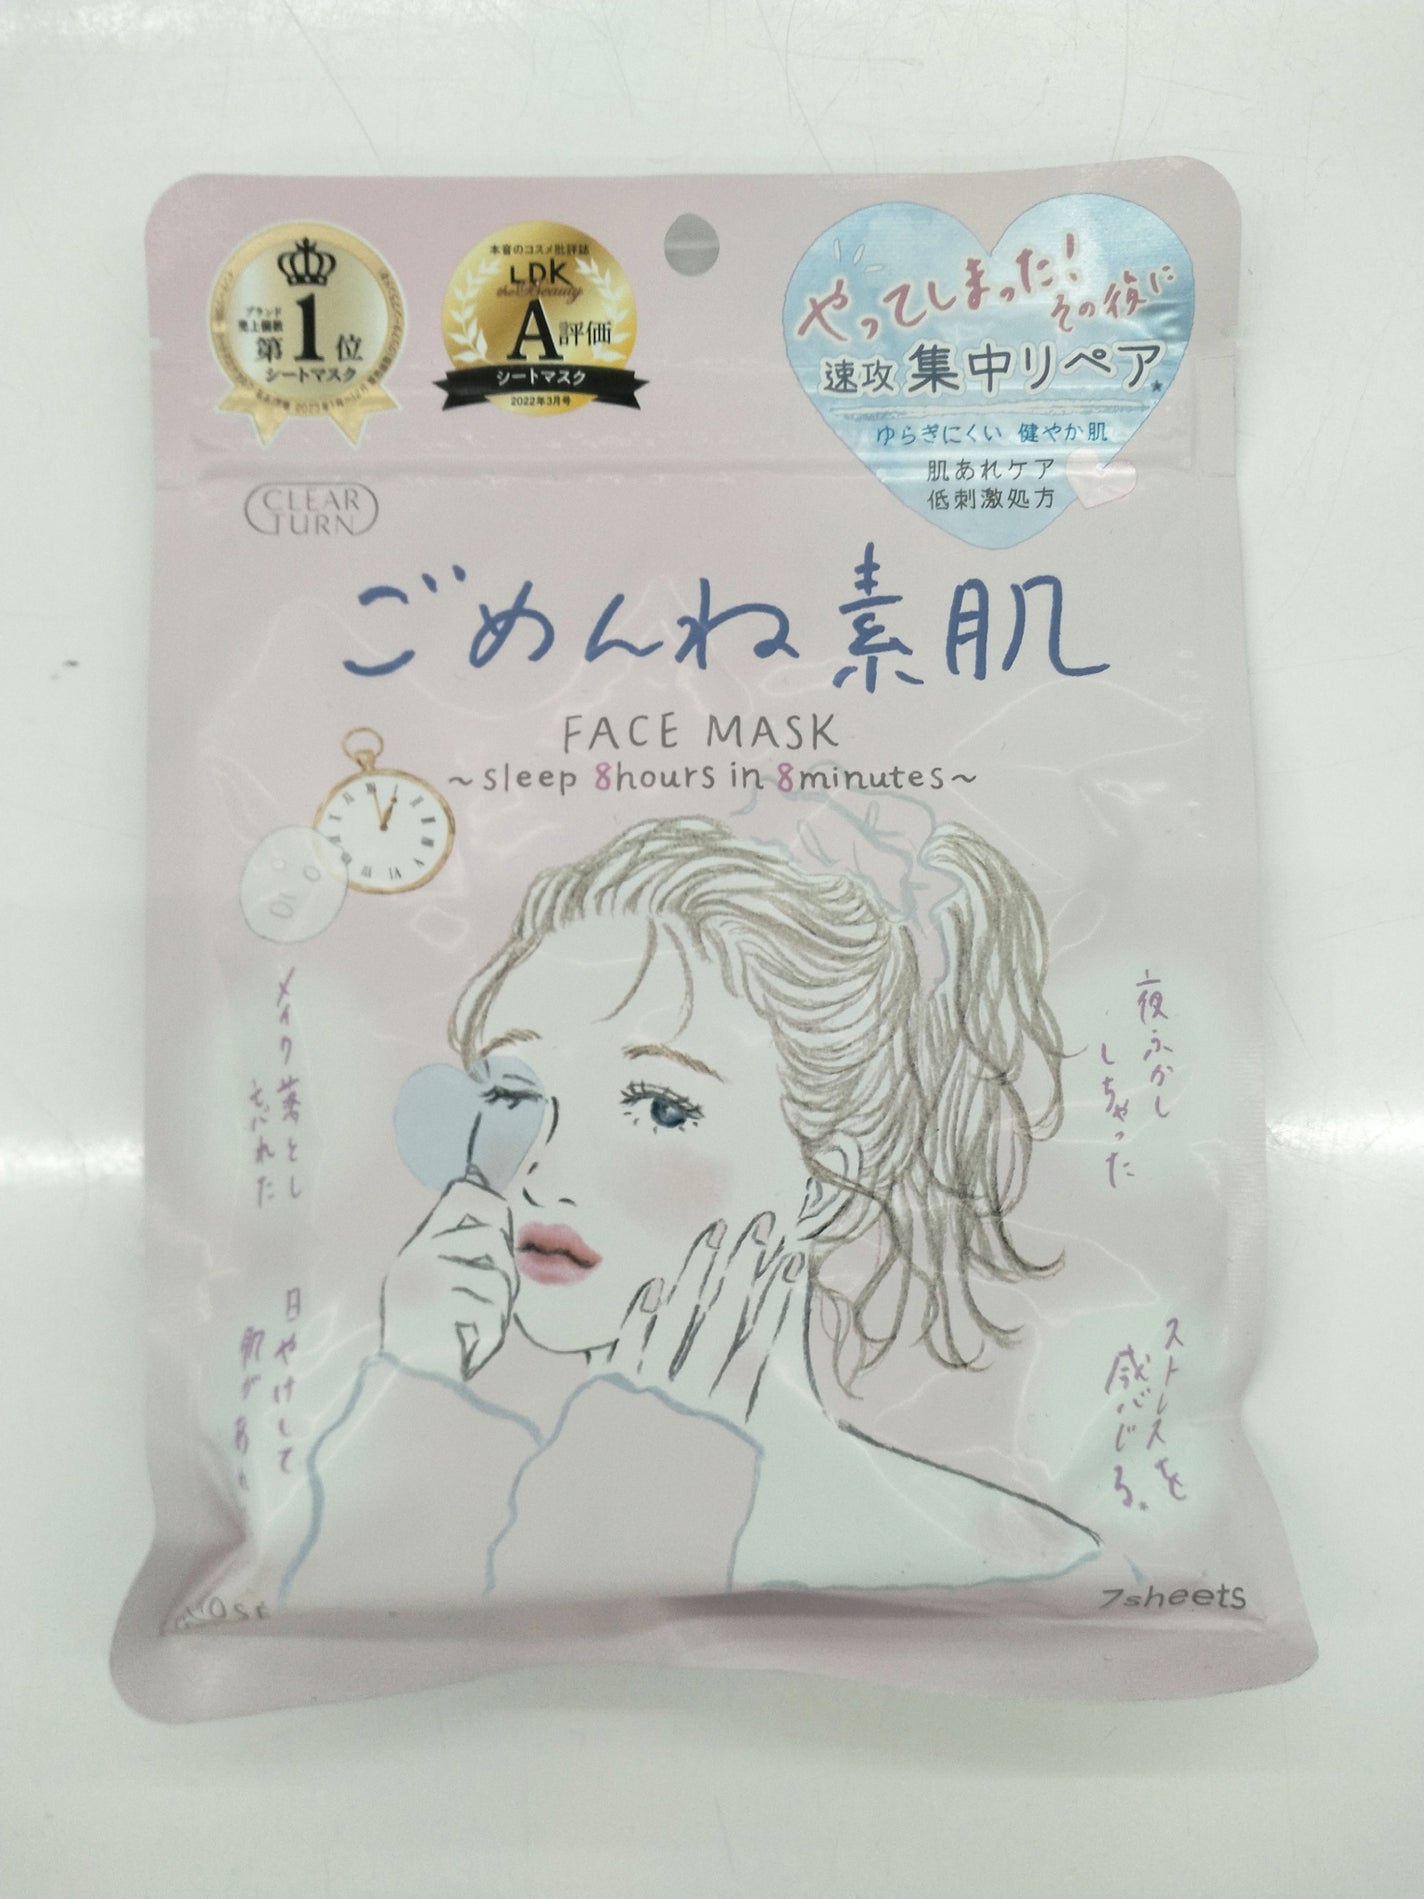 ブランド
売上個数
第1位
シートマスク
本音のコスメ批評誌
LDK
the Beauty
A評価
シートマスク
2022年3月号
やってしまった!
その後に
速攻 集中リペア*
ゆらぎにくい 健やか肌
肌あれケア
低刺激処方
CLEAR
TURN
ごめんね素肌
FACE MASK
~sleep 8hours in 8minutes~
メイク落とし
忘れた
夜ふかし
しちゃった
日やけして
肌があ
ストレスを
感じる。
7sheets